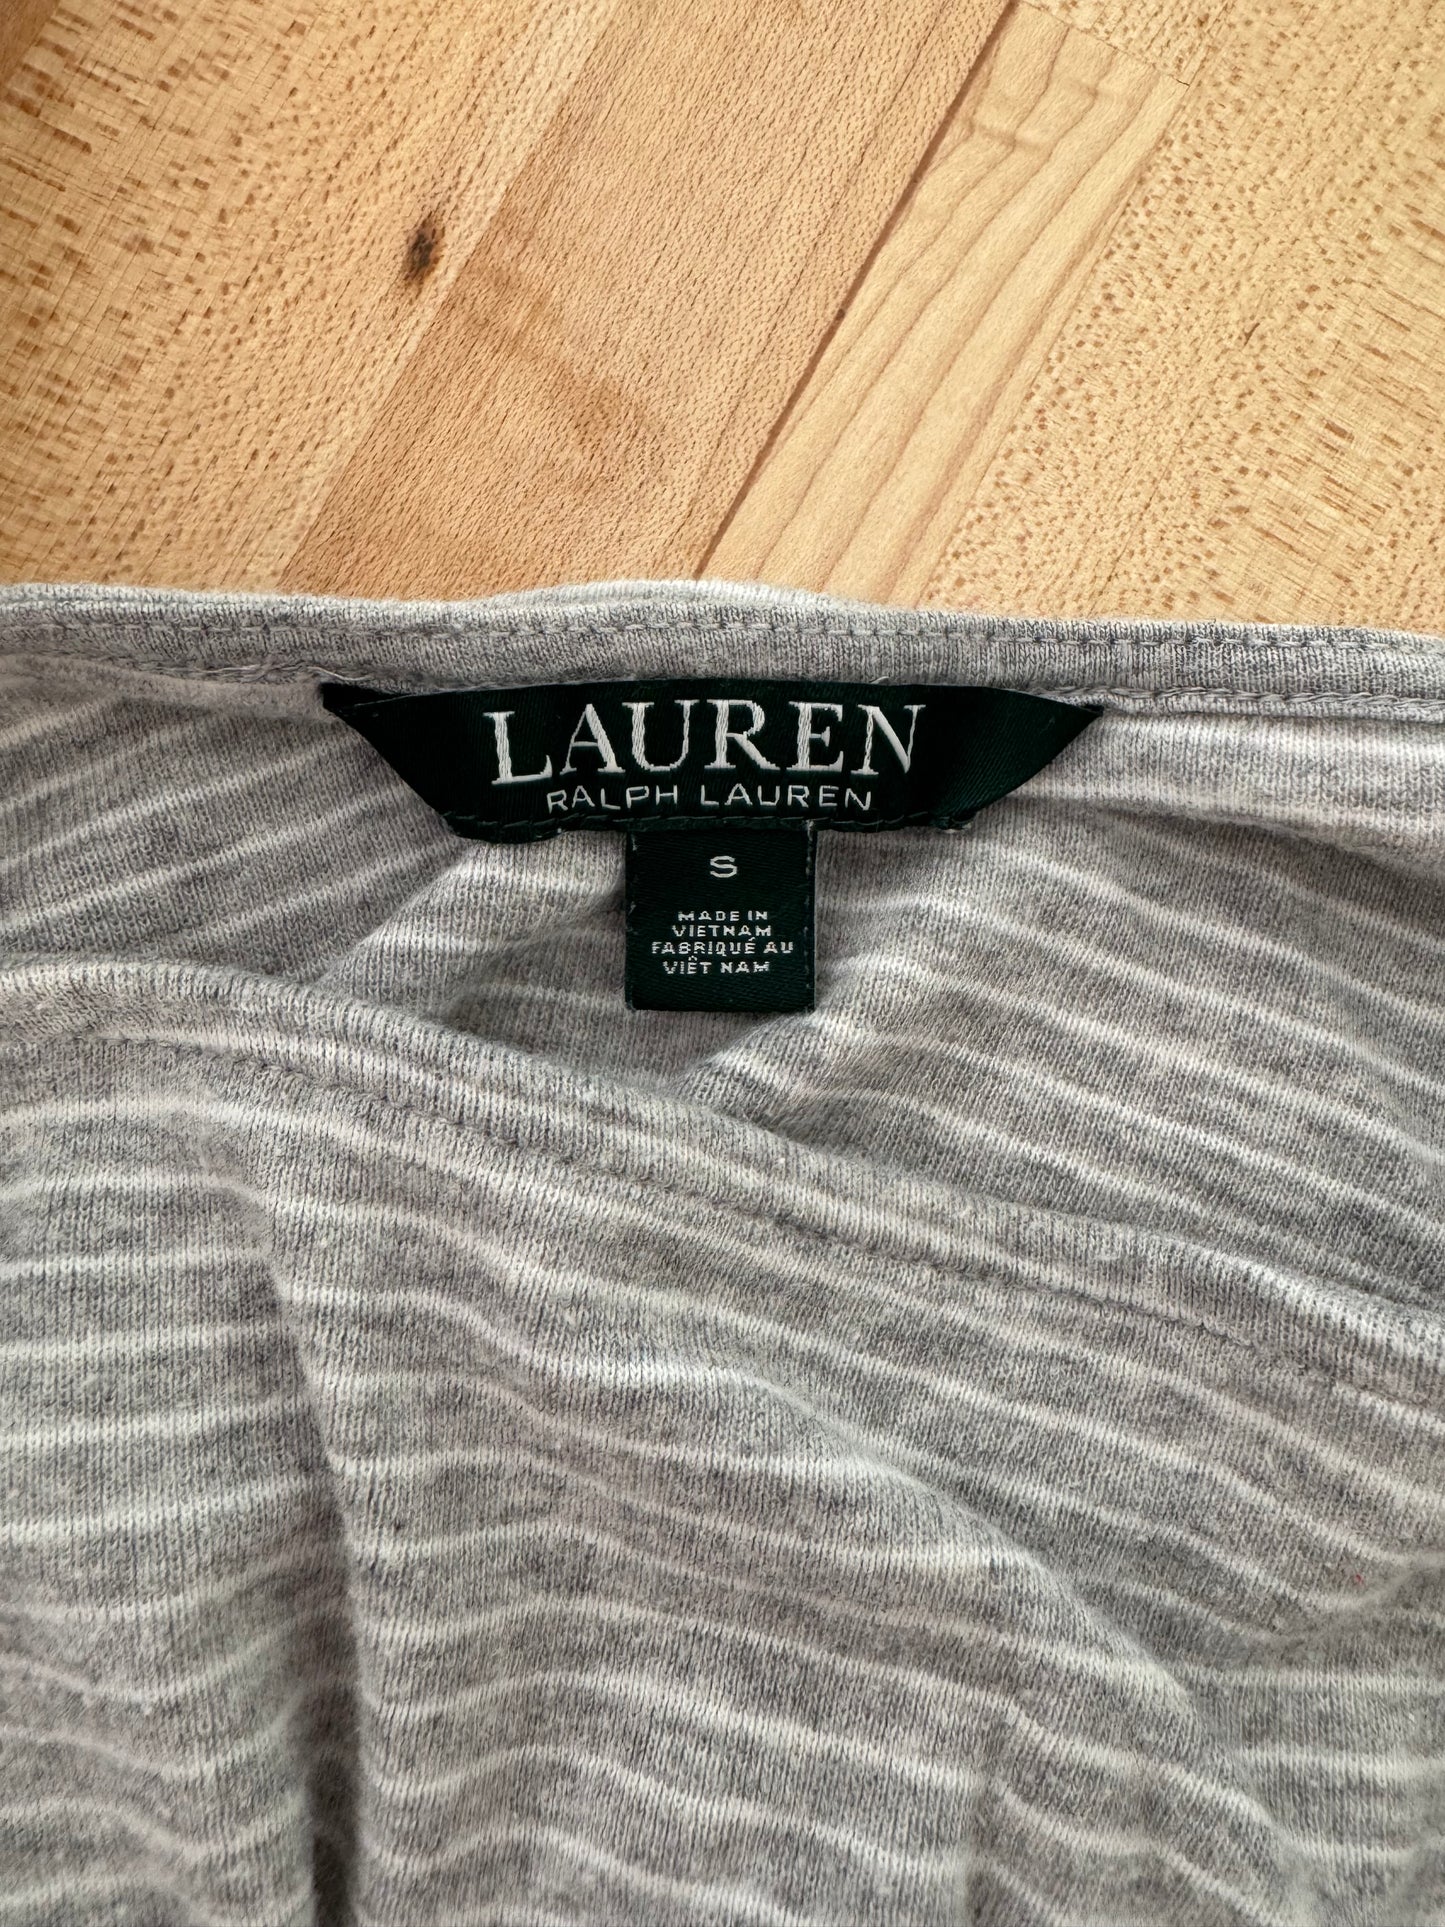 LAUREN
RALPH LAUREN
S
MADE IN
VIETNAM
FABRIQUÉ AU
VIÊT NAM